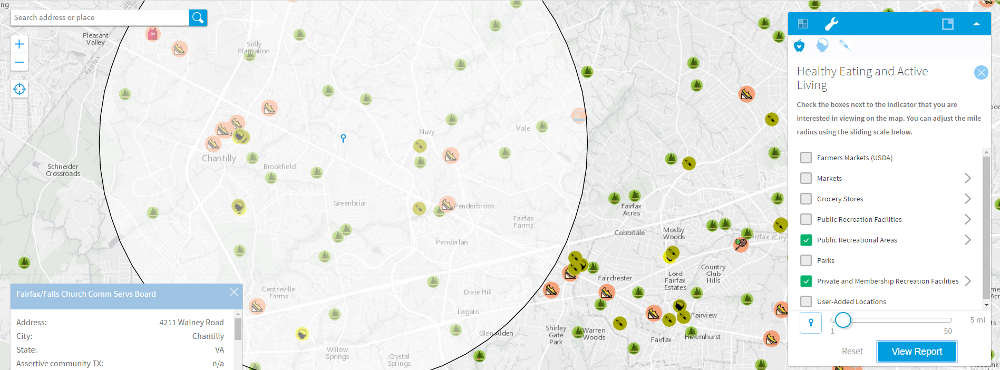 ng
Search address or place
Pleasant
Valley
Fairfax
85
Sully
Plantation
Navy
Vale
Chantilly
Schneider
Crossroads
Brookfield
Greenbriar
Penderbrook
Fairfax
Farms
Penderlan
Fairfax
Acres
Cobbdale
Mosby
Woods
Fairfax (City
Country
Club
Hills
Lord
Fairfax
Estates
Fairchester
Centreville
Farms
Dixie Hill
Legato
Glen Alden
Shirley
Gate
Park
Warren
Woods
Fairview
Fairfax
Halemhurst
Willow
Springs
Crystal
Springs
Fairfax/Falls Church Comm Servs Board
Address: 4211 Walney Road
City: Chantilly
State: VA
Assertive community TX: n/a
Healthy Eating and Active
Living
Check the boxes next to the indicator that you are
interested in viewing on the map. You can adjust the mile
radius using the sliding scale below.
Farmers Markets (USDA)
Markets
Grocery Stores
Public Recreation Facilities
Public Recreational Areas
Parks
Private and Membership Recreation Facilities
User-Added Locations
5 mi
1 50
Reset View Report